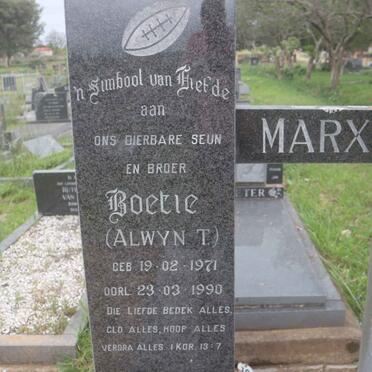 'n Simbool van Liefde
aan
ONS DIERBARE SEUN
EN BROER
Boetie
(ALWYN T.)
GEB 19-02-1971
OORL 23-03-1990
DIE LIEFDE BEDEK ALLES,
GLO ALLES, HOOP ALLES
VERDRA ALLES. 1 KOR. 13-7
MARX
TER